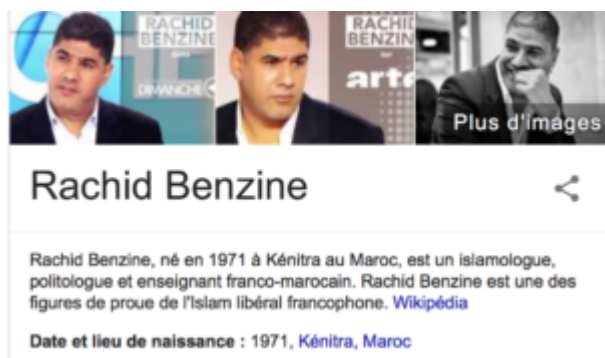 RACHID
BENZINE
DIMANCHE
RACHID
BENZIN
arte
Plus d'images
Rachid Benzine
Rachid Benzine, né en 1971 à Kénitra au Maroc, est un islamologue,
politologue et enseignant franco-marocain. Rachid Benzine est une des
figures de proue de l'Islam libéral francophone. Wikipédia
Date et lieu de naissance : 1971, Kénitra, Maroc